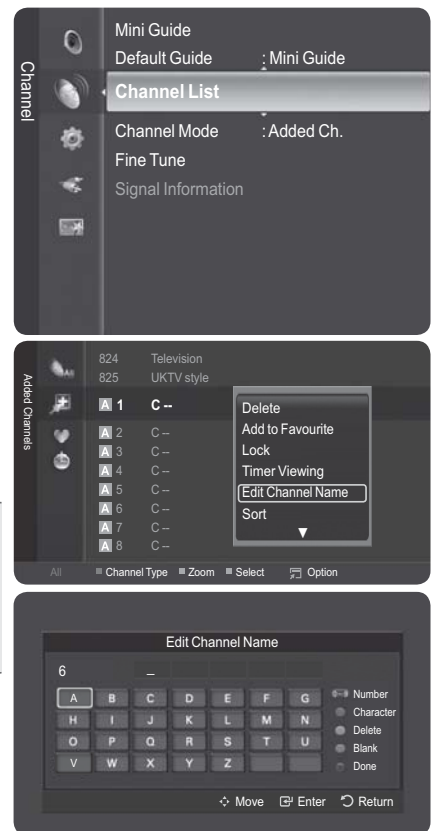 Channel
Mini Guide
Default Guide : Mini Guide
Channel List
Channel Mode : Added Ch.
Fine Tune
Signal Information
Added Channels
All
824 Television
825 UKTV style
A 1 C --
A 2 C --
A 3 C --
A 4 C --
A 5 C --
A 6 C --
A 7 C --
A 8 C --
Delete
Add to Favourite
Lock
Timer Viewing
Edit Channel Name
Sort
All Channel Type Zoom Select Option
Edit Channel Name
6 _
A B C D E F G
H I J K L M N
O P Q R S T U
V W X Y Z
Number
Character
Delete
Blank
Done
Move Enter Return